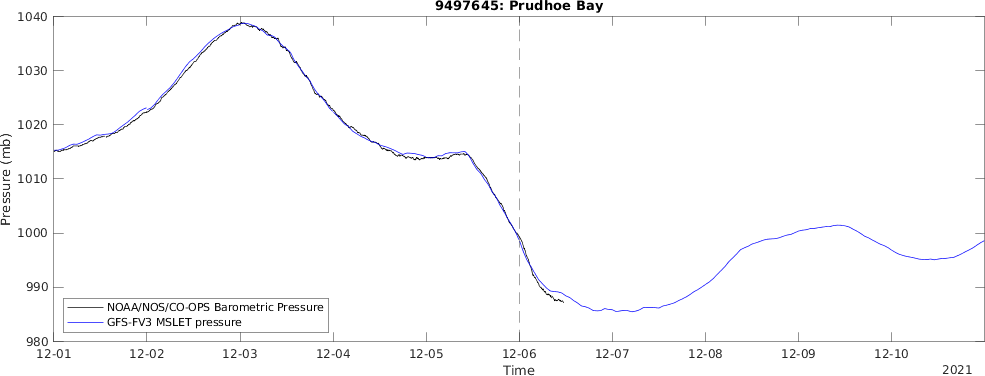 9497645: Prudhoe Bay
1040
1030
1020
1010
1000
990
980
Pressure (mb)
NOAA/NOS/CO-OPS Barometric Pressure
GFS-FV3 MSLET pressure
12-01 12-02 12-03 12-04 12-05 12-06 12-07 12-08 12-09 12-10
Time
2021